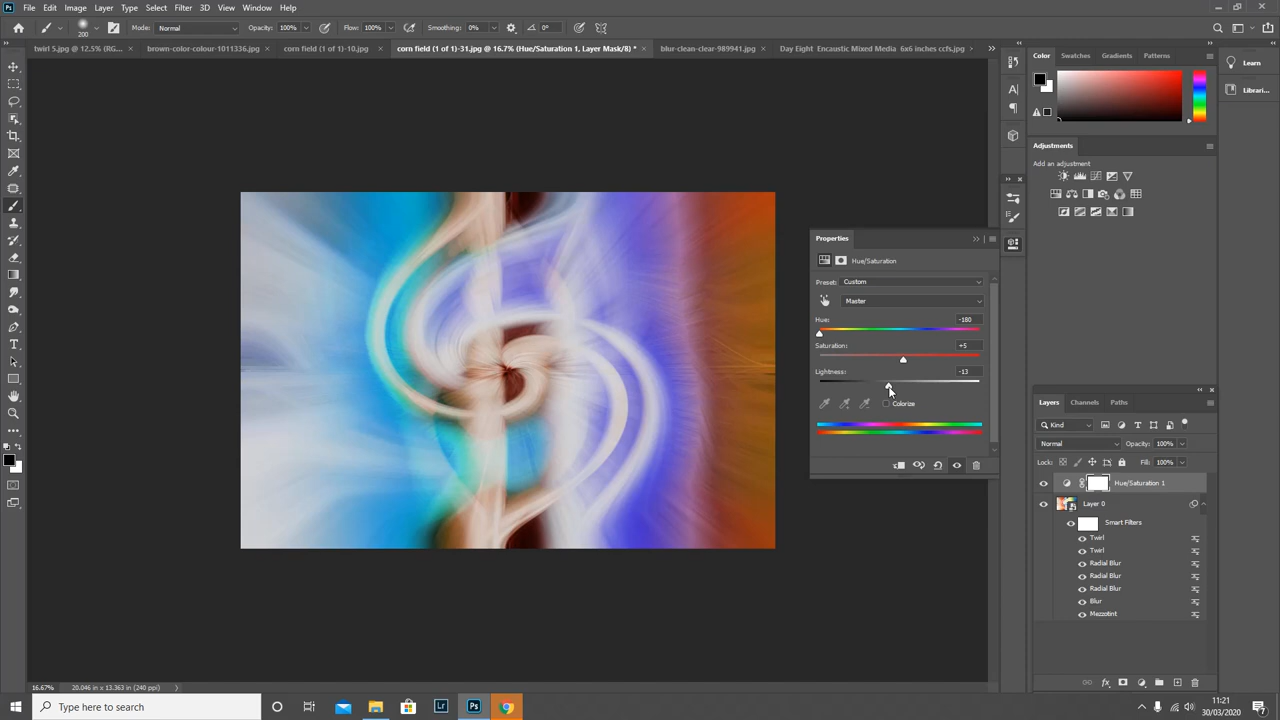 File Edit Image Layer Type Select Filter 3D View Window Help
200 Mode: Normal Opacity: 100% Flow: 100% Smoothing: 0% 0°
twirl 5.jpg @ 12.5% (RG... × brown-color-colour-1011336.jpg × corn field (1 of 1)-10.jpg × corn field (1 of 1)-31.jpg @ 16.7% (Hue/Saturation 1, Layer Mask/8) * × blur-clean-clear-989941.jpg × Day Eight Encaustic Mixed Media 6x6 inches ccfs.jpg
Color Swatches Gradients Patterns
Learn
Librari...
Adjustments
Add an adjustment
Properties
Hue/Saturation
Preset: Custom
Master
Hue: -180
Saturation: +5
Lightness: -13
Colorize
Layers Channels Paths
Kind
Normal Opacity: 100%
Lock: Fill: 100%
Hue/Saturation 1
Layer 0
Smart Filters
Twirl
Twirl
Radial Blur
Radial Blur
Radial Blur
Blur
Mezzotint
16.67% 20.046 in x 13.363 in (240 ppi)
Type here to search
11:21
30/03/2020